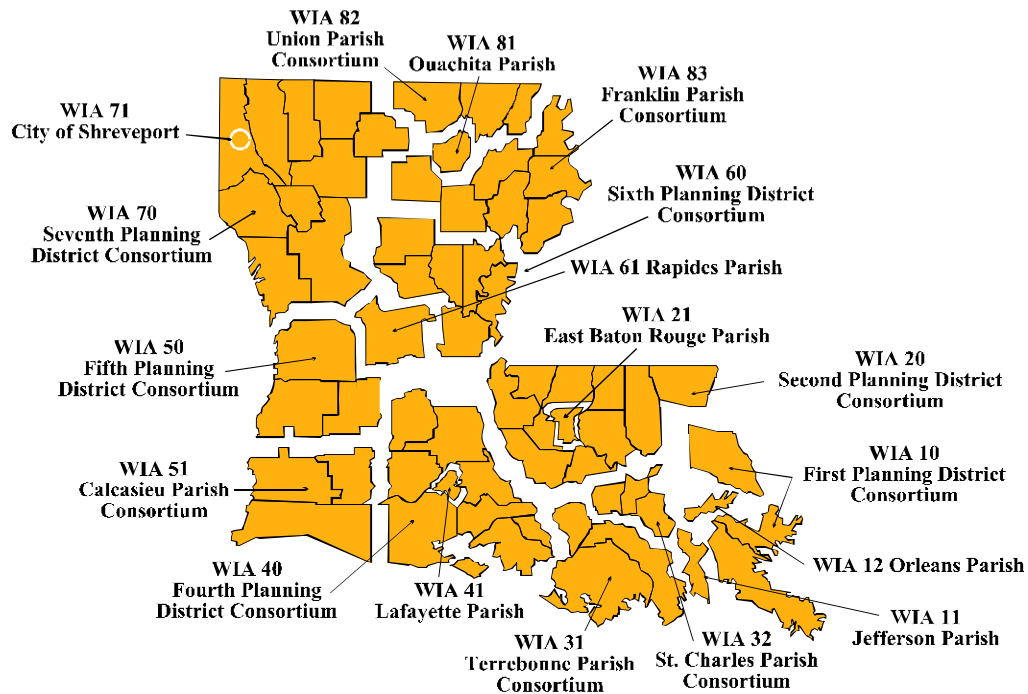 WIA 82
Union Parish
Consortium
WIA 81
Ouachita Parish
WIA 83
Franklin Parish
Consortium
WIA 71
City of Shreveport
WIA 60
Sixth Planning District
Consortium
WIA 70
Seventh Planning
District Consortium
WIA 61 Rapides Parish
WIA 21
East Baton Rouge Parish
WIA 50
Fifth Planning
District Consortium
WIA 20
Second Planning District
Consortium
WIA 51
Calcasieu Parish
Consortium
WIA 10
First Planning District
Consortium
WIA 40
Fourth Planning
District Consortium
WIA 41
Lafayette Parish
WIA 12 Orleans Parish
WIA 11
Jefferson Parish
WIA 31
Terrebonne Parish
Consortium
WIA 32
St. Charles Parish
Consortium